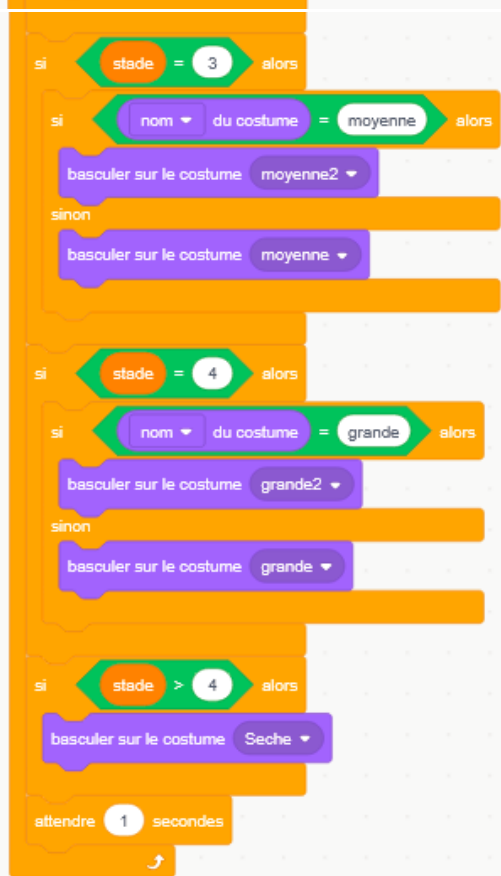 si stade = 3 alors
si nom du costume = moyenne alors
basculer sur le costume moyenne2
sinon
basculer sur le costume moyenne
si stade = 4 alors
si nom du costume = grande alors
basculer sur le costume grande2
sinon
basculer sur le costume grande
si stade > 4 alors
basculer sur le costume Seche
attendre 1 secondes